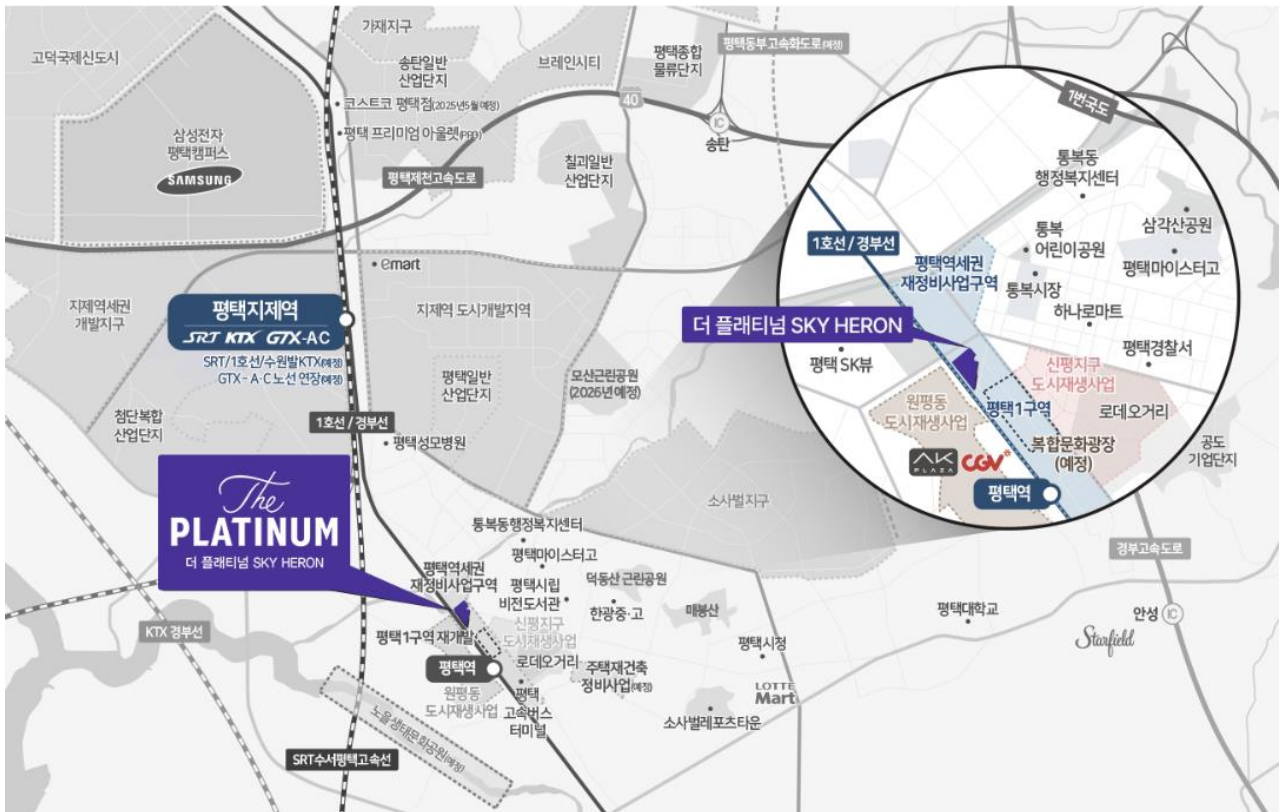 고덕국제신도시
가재지구
송탄일반
산업단지
브레인시티
평택종합
물류단지
평택동부고속화도로(예정)
코스트코 평택점(2025년5월 예정)
평택 프리미엄 아울렛(PPO)
40
IC
송탄
삼성전자
평택캠퍼스
SAMSUNG
평택제천고속도로
칠괴일반
산업단지
emart
지제역세권
개발지구
평택지제역
SRT KTX GTX-AC
SRT/1호선/수원발KTX(예정)
GTX - A·C 노선 연장(예정)
지제역 도시개발지역
평택일반
산업단지
모산근린공원
(2026년 예정)
첨단복합
산업단지
1호선 / 경부선
평택성모병원
소사벌지구
1번국도
통복동
행정복지센터
1호선 / 경부선
통복
어린이공원
삼각산공원
평택역세권
재정비사업구역
평택마이스터고
통복시장
하나로마트
더 플래티넘 SKY HERON
평택경찰서
평택 SK뷰
신평지구
도시재생사업
원평동
도시재생사업
평택1구역
로데오거리
AK
PLAZA
CGV
복합문화광장
(예정)
평택역
공도
기업단지
The
PLATINUM
더 플래티넘 SKY HERON
통복동행정복지센터
평택마이스터고
평택역세권
재정비사업구역
평택시립
비전도서관
덕동산 근린공원
한광중·고
매봉산
경부고속도로
평택대학교
안성
IC
Starfield
KTX 경부선
평택1구역 재개발
신평지구
도시재생사업
평택시청
평택역
로데오거리
주택재건축
정비사업(예정)
LOTTE
Mart
원평동
도시재생사업
평택
고속버스
터미널
소사벌레포츠타운
노을생태문화공원(예정)
SRT수서평택고속선